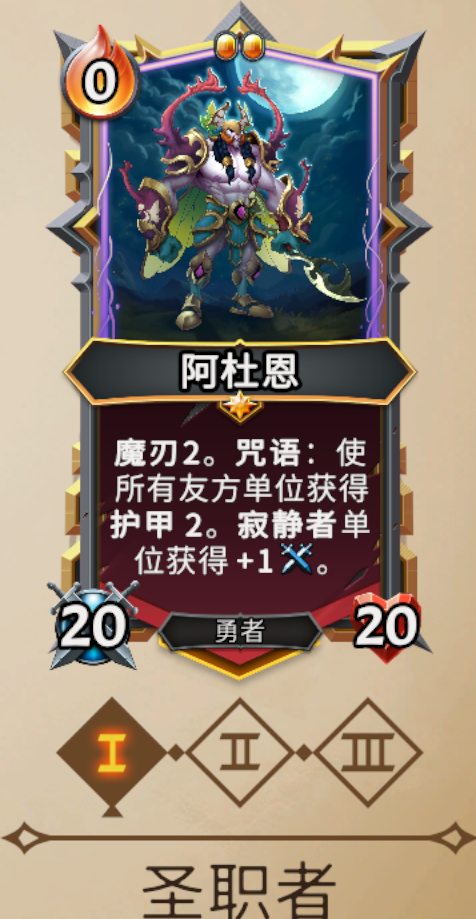 0
阿杜恩
魔刃2。咒语：使
所有友方单位获得
护甲 2。寂静者单
位获得 +1 。
20
勇者
20
I
II
III
圣职者